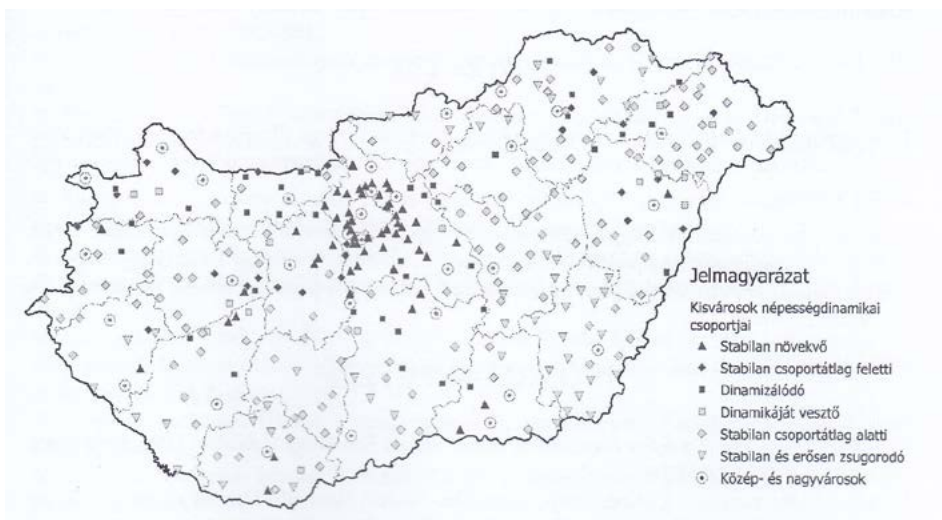 Jelmagyarázat
Kisvárosok népességdinamikai
csoportjai
Stabilan növekvő
Stabilan csoportátlag feletti
Dinamizálódó
Dinamikáját vesztő
Stabilan csoportátlag alatti
Stabilan és erősen zsugorodó
Közép- és nagyvárosok